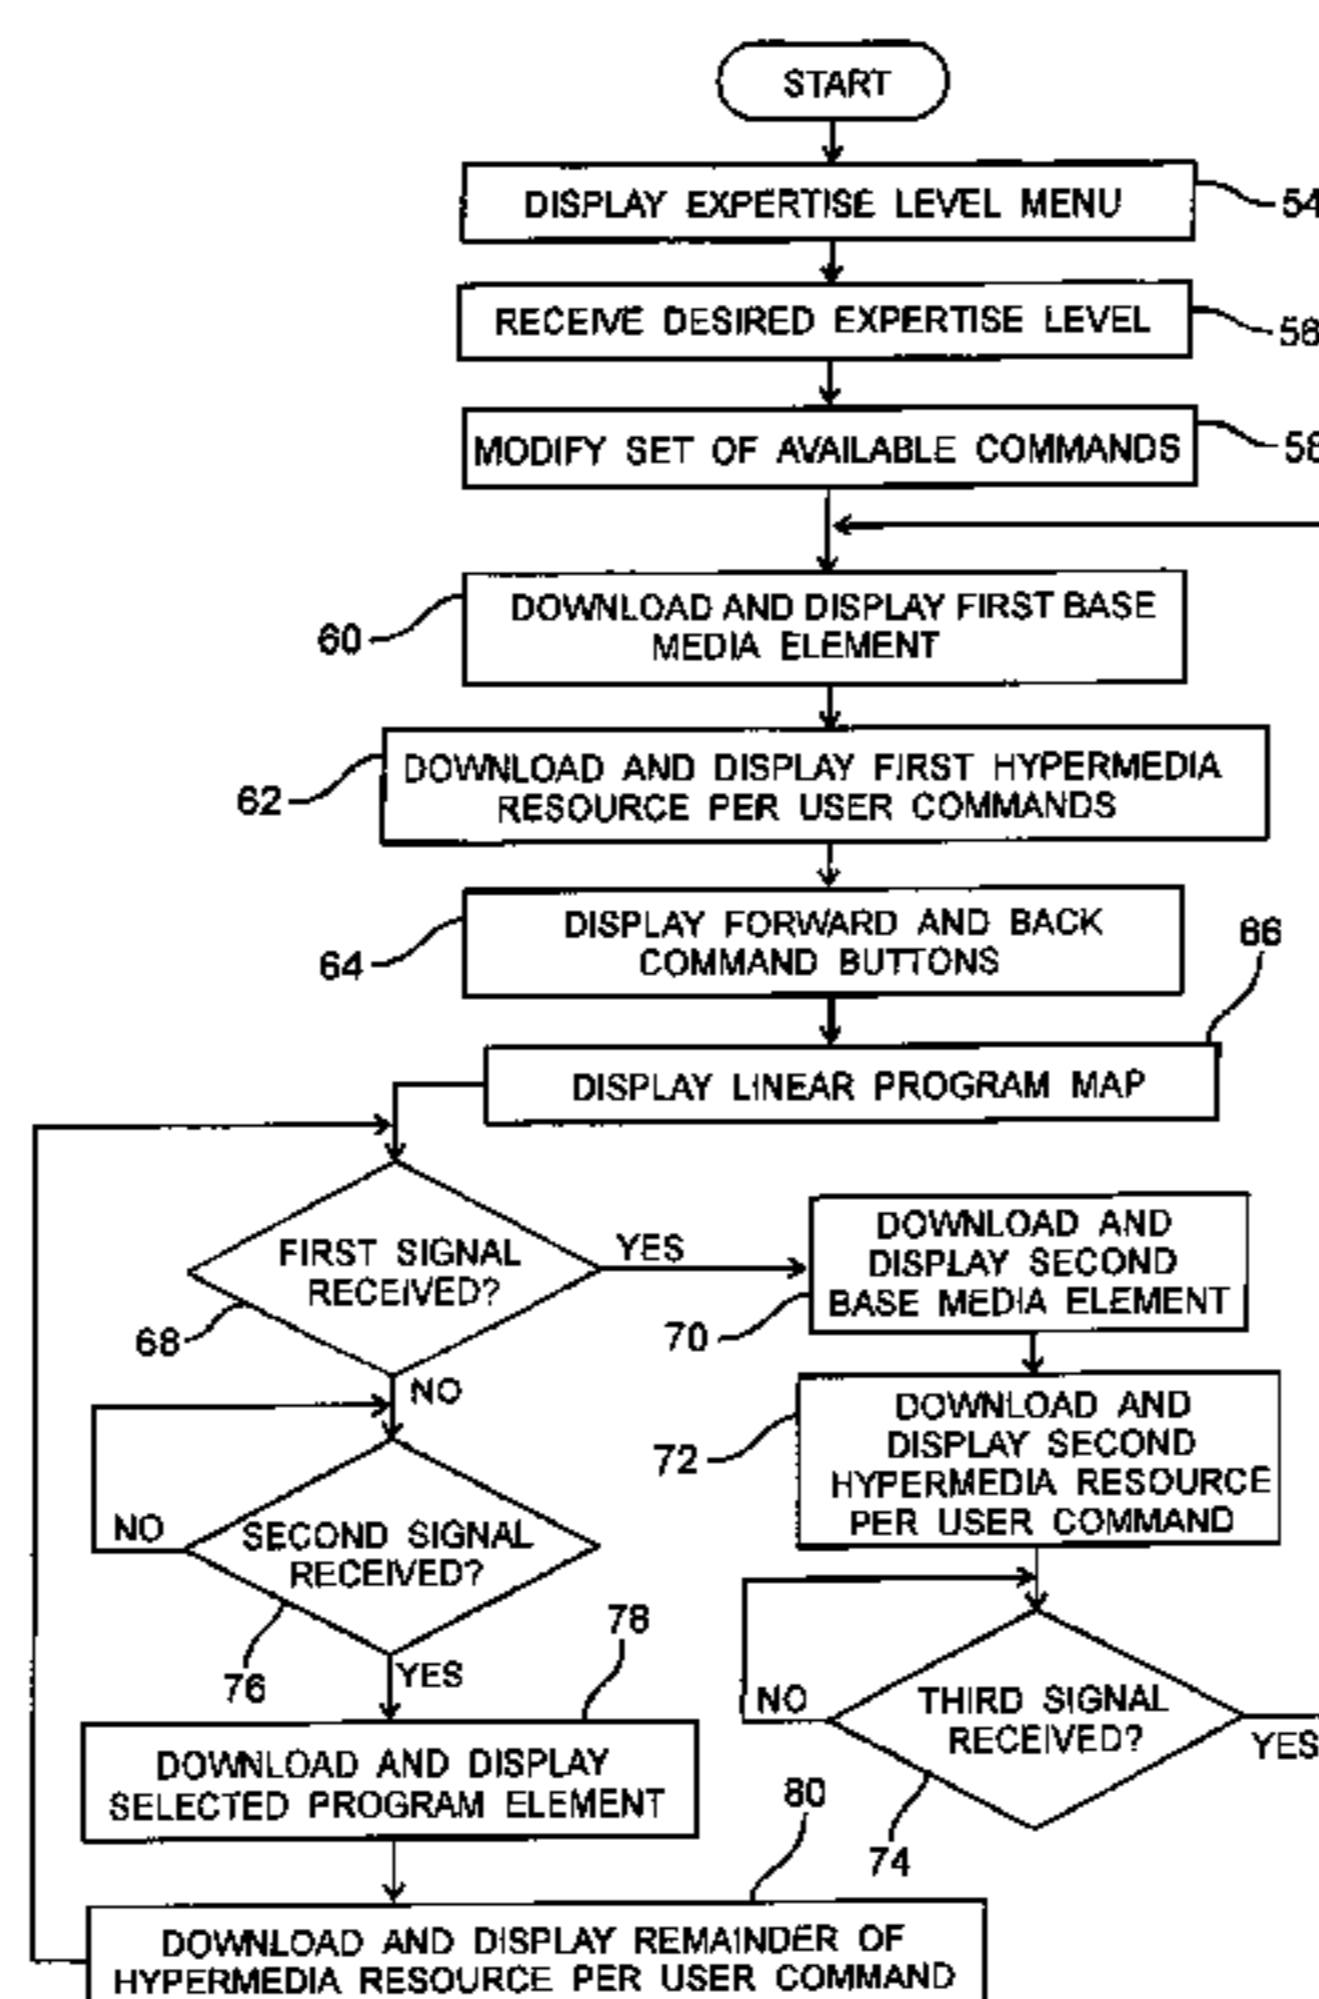 START
DISPLAY EXPERTISE LEVEL MENU
54
RECEIVE DESIRED EXPERTISE LEVEL
56
MODIFY SET OF AVAILABLE COMMANDS
58
DOWNLOAD AND DISPLAY FIRST BASE
MEDIA ELEMENT
60
DOWNLOAD AND DISPLAY FIRST HYPERMEDIA
RESOURCE PER USER COMMANDS
62
DISPLAY FORWARD AND BACK
COMMAND BUTTONS
64
66
DISPLAY LINEAR PROGRAM MAP
FIRST SIGNAL
RECEIVED?
68
YES
DOWNLOAD AND
DISPLAY SECOND
BASE MEDIA ELEMENT
70
NO
DOWNLOAD AND
DISPLAY SECOND
HYPERMEDIA RESOURCE
PER USER COMMAND
72
NO
SECOND SIGNAL
RECEIVED?
76
YES
78
NO
THIRD SIGNAL
RECEIVED?
YES
74
DOWNLOAD AND DISPLAY
SELECTED PROGRAM ELEMENT
80
DOWNLOAD AND DISPLAY REMAINDER OF
HYPERMEDIA RESOURCE PER USER COMMAND